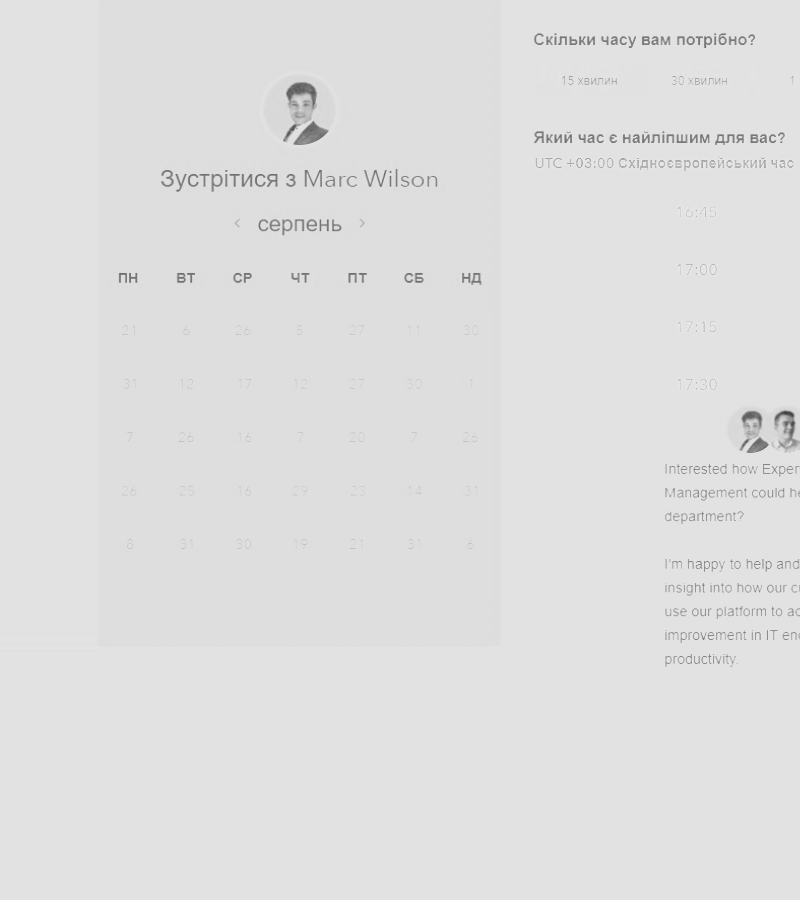 Зустрітися з Marc Wilson
серпень
ПН ВТ СР ЧТ ПТ СБ НД
21 6 26 5 27 11 30
31 12 17 12 27 30 1
7 26 16 7 20 7 26
26 25 16 29 23 14 31
8 31 30 19 21 31 6
Скільки часу вам потрібно?
15 хвилин 30 хвилин 1
Який час є найліпшим для вас?
UTC +03:00 Східноєвропейський час
16:45
17:00
17:15
17:30
Interested how Exper
Management could he
department?
I'm happy to help and
insight into how our cu
use our platform to ac
improvement in IT end
productivity.